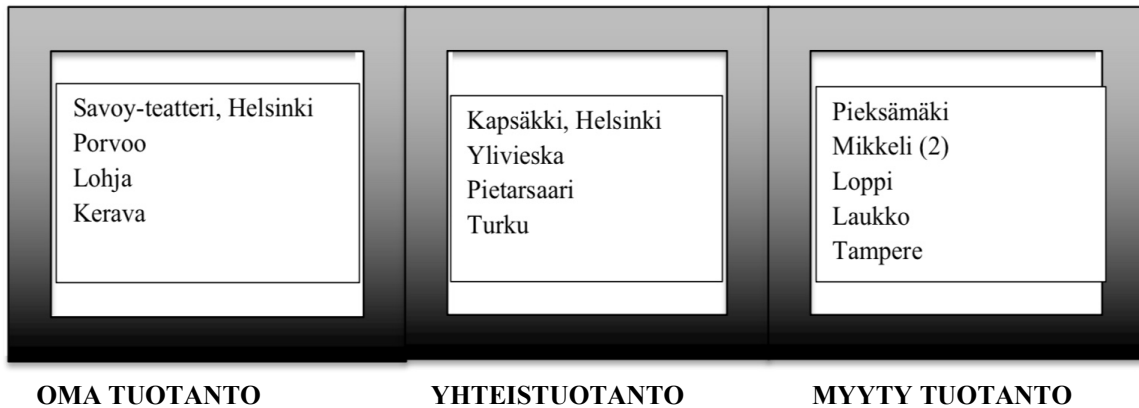 Savoy-teatteri, Helsinki
Porvoo
Lohja
Kerava
Kapsäkki, Helsinki
Ylivieska
Pietarsaari
Turku
Pieksämäki
Mikkeli (2)
Loppi
Laukko
Tampere
OMA TUOTANTO
YHTEISTUOTANTO
MYYTY TUOTANTO